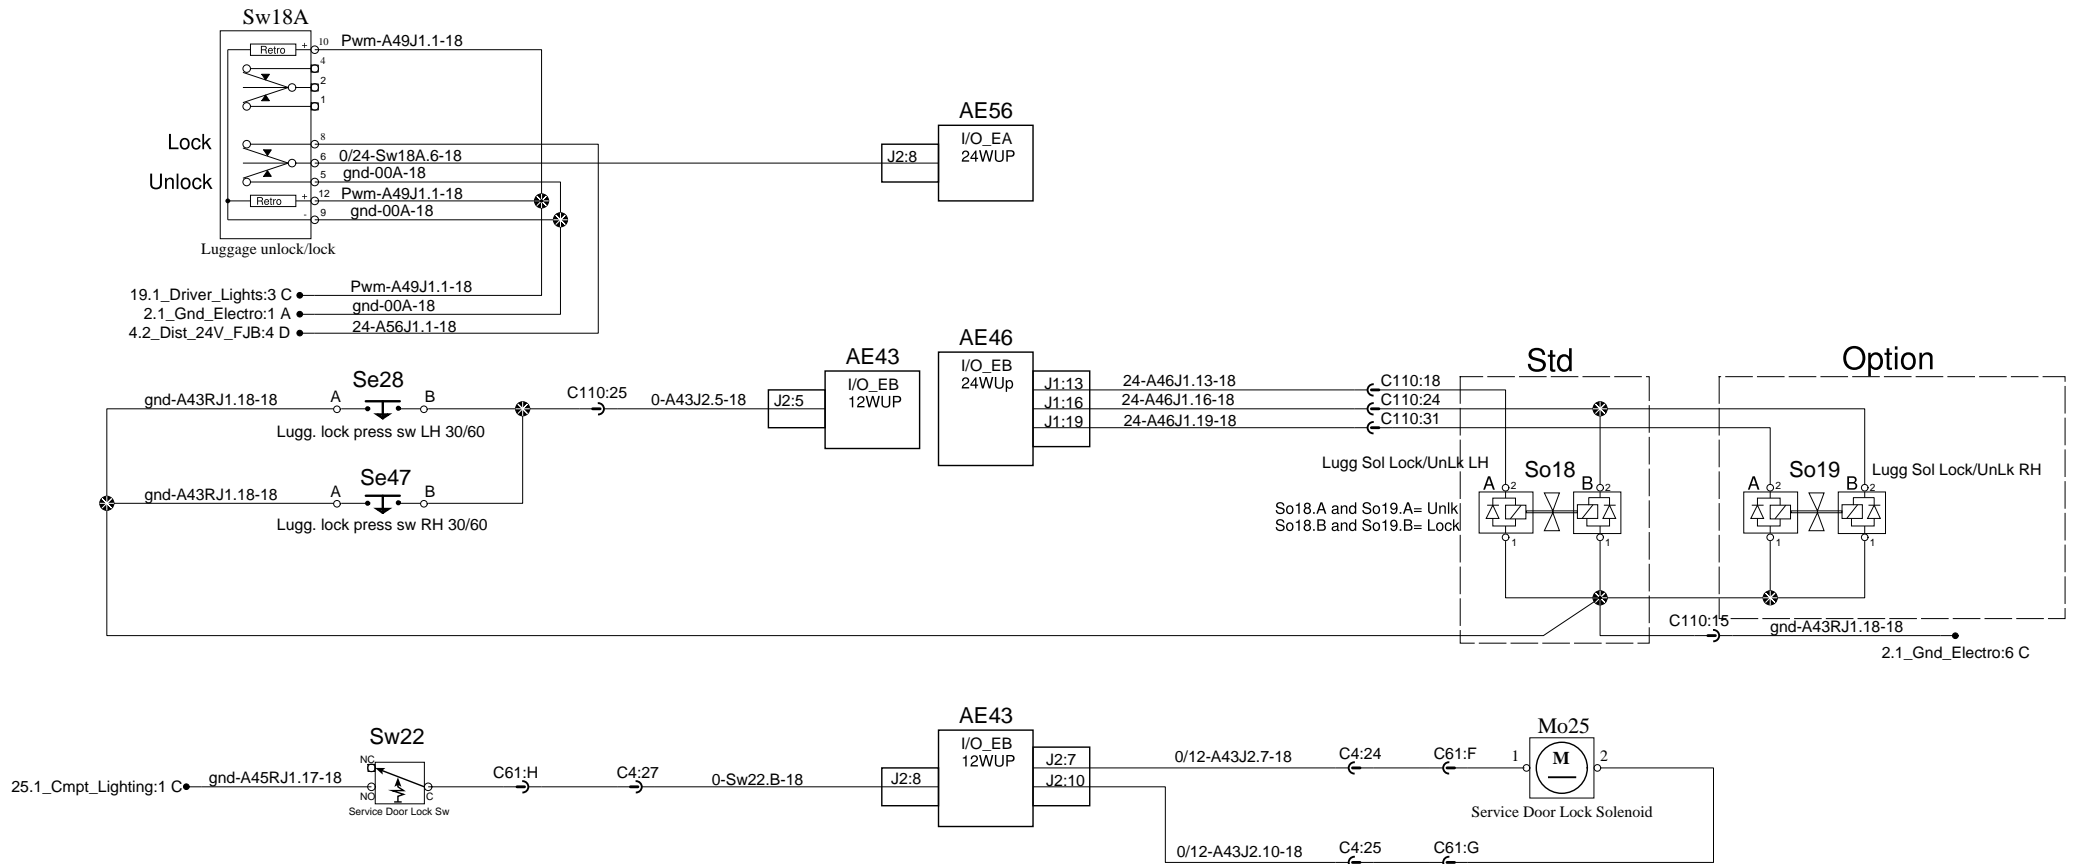 Sw18A
Retro
+
10
Pwm-A49J1.1-18
4
2
1
Lock
8
6
0/24-Sw18A.6-18
Unlock
5
gnd-00A-18
Retro
+
12
Pwm-A49J1.1-18
-
9
gnd-00A-18
Luggage unlock/lock
19.1_Driver_Lights:3 C
Pwm-A49J1.1-18
2.1_Gnd_Electro:1 A
gnd-00A-18
4.2_Dist_24V_FJB:4 D
24-A56J1.1-18
AE56
I/O_EA
24WUP
J2:8
Se28
gnd-A43RJ1.18-18
A
B
Lugg. lock press sw LH 30/60
C110:25
0-A43J2.5-18
AE43
I/O_EB
12WUP
J2:5
Se47
gnd-A43RJ1.18-18
A
B
Lugg. lock press sw RH 30/60
AE46
I/O_EB
24WUp
J1:13
24-A46J1.13-18
C110:18
J1:16
24-A46J1.16-18
C110:24
J1:19
24-A46J1.19-18
C110:31
Std
Option
Lugg Sol Lock/UnLk LH
So18
A
2
B
2
1
1
So18.A and So19.A= Unlk
So18.B and So19.B= Lock
So19
A
2
B
2
1
1
Lugg Sol Lock/UnLk RH
C110:15
gnd-A43RJ1.18-18
2.1_Gnd_Electro:6 C
Sw22
NC
NO
C
25.1_Cmpt_Lighting:1 C
gnd-A45RJ1.17-18
Service Door Lock Sw
C61:H
C4:27
0-Sw22.B-18
AE43
I/O_EB
12WUP
J2:8
J2:7
J2:10
0/12-A43J2.7-18
C4:24
C61:F
Mo25
1
M
2
Service Door Lock Solenoid
0/12-A43J2.10-18
C4:25
C61:G